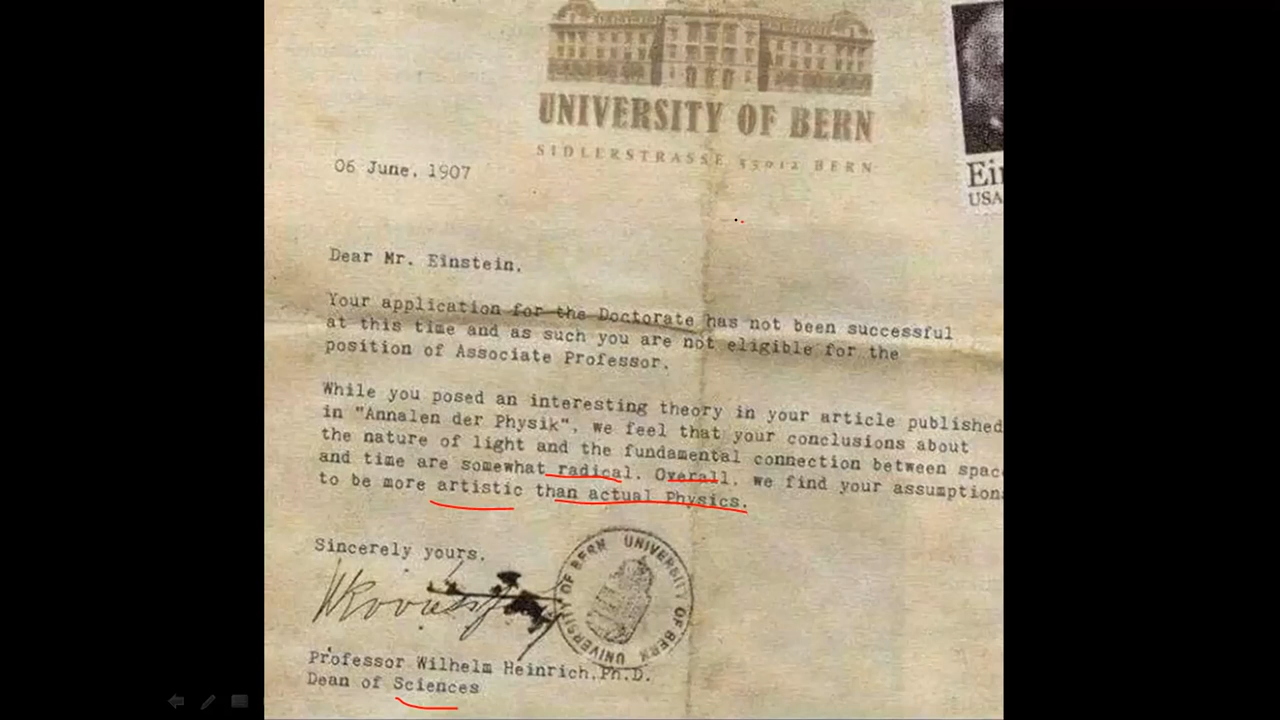 UNIVERSITY OF BERN
SIDLERSTRASSE 55012 BERN
Ein
USA
06 June, 1907
Dear Mr. Einstein,
Your application for the Doctorate has not been successful
at this time and as such you are not eligible for the
position of Associate Professor.
While you posed an interesting theory in your article published
in "Annalen der Physik", we feel that your conclusions about
the nature of light and the fundamental connection between spac
and time are somewhat radical. Overall, we find your assumption
to be more artistic than actual Physics.
Sincerely yours.
UNIVERSITY OF BERN UNIVERSITY OF BERN
Professor Wilhelm Heinrich.Ph.D.
Dean of Sciences